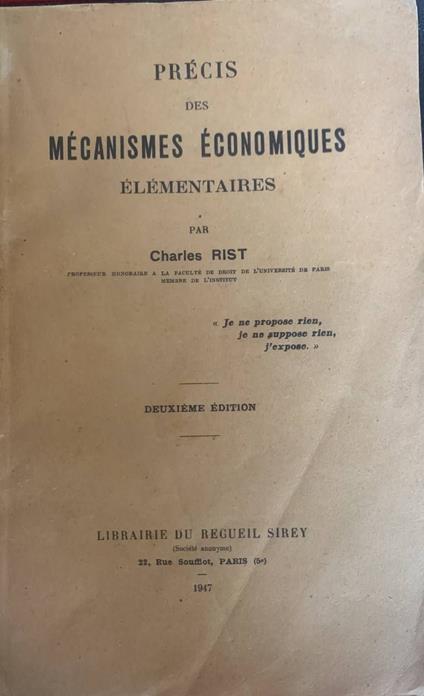 PRÉCIS
DES
MÉCANISMES ÉCONOMIQUES
ÉLÉMENTAIRES
PAR
Charles RIST
PROFESSEUR HONORAIRE A LA FACULTÉ DE DROIT DE L'UNIVERSITÉ DE PARIS
MEMBRE DE L'INSTITUT
« Je ne propose rien,
je ne suppose rien,
j'expose. »
DEUXIÈME ÉDITION
LIBRAIRIE DU RECUEIL SIREY
(Société anonyme)
22, Rue Soufflot, PARIS (5e)
1947